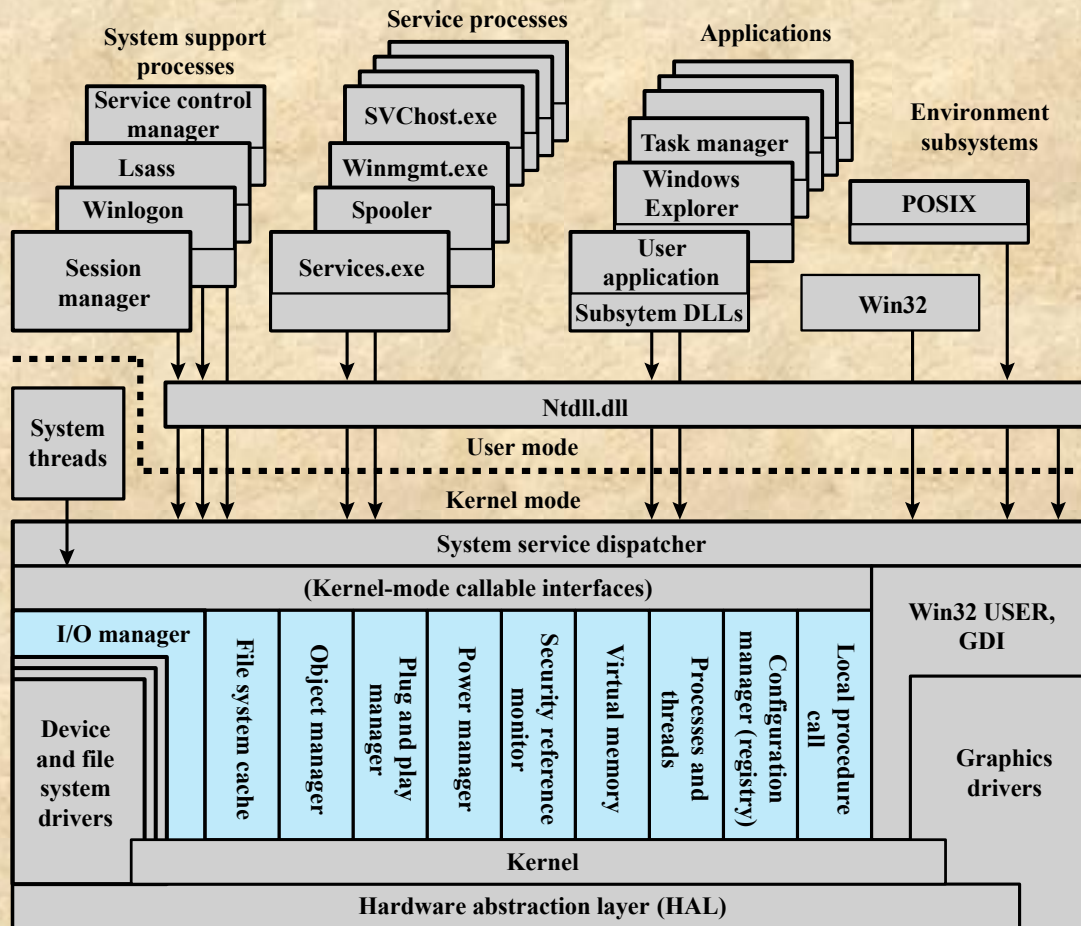 System support
processes
Service control
manager
Lsass
Winlogon
Session
manager
Service processes
SVChost.exe
Winmgmt.exe
Spooler
Services.exe
Applications
Task manager
Windows
Explorer
User
application
Subsytem DLLs
Environment
subsystems
POSIX
Win32
System
threads
Ntdll.dll
User mode
Kernel mode
System service dispatcher
(Kernel-mode callable interfaces)
Win32 USER,
GDI
I/O manager
Device
and file
system
drivers
File system cache
Object manager
Plug and play
manager
Power manager
Security reference
monitor
Virtual memory
Processes and
threads
Configuration
manager (registry)
Local procedure
call
Graphics
drivers
Kernel
Hardware abstraction layer (HAL)